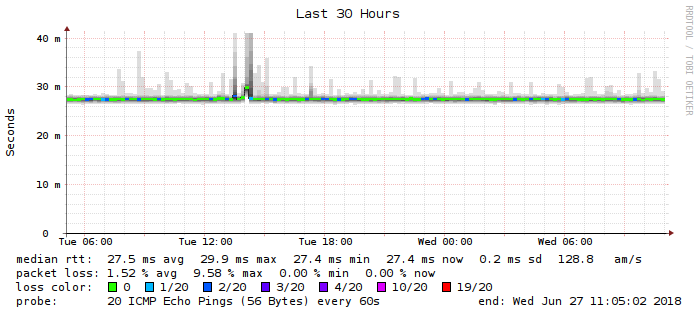 Last 30 Hours
RRDTOOL / TOBI OETIKER
Seconds
40 m
30 m
20 m
10 m
0
Tue 06:00 Tue 12:00 Tue 18:00 Wed 00:00 Wed 06:00
median rtt: 27.5 ms avg 29.9 ms max 27.4 ms min 27.4 ms now 0.2 ms sd 128.8 am/s
packet loss: 1.52 % avg 9.58 % max 0.00 % min 0.00 % now
loss color: 0 1/20 2/20 3/20 4/20 10/20 19/20
probe: 20 ICMP Echo Pings (56 Bytes) every 60s end: Wed Jun 27 11:05:02 2018